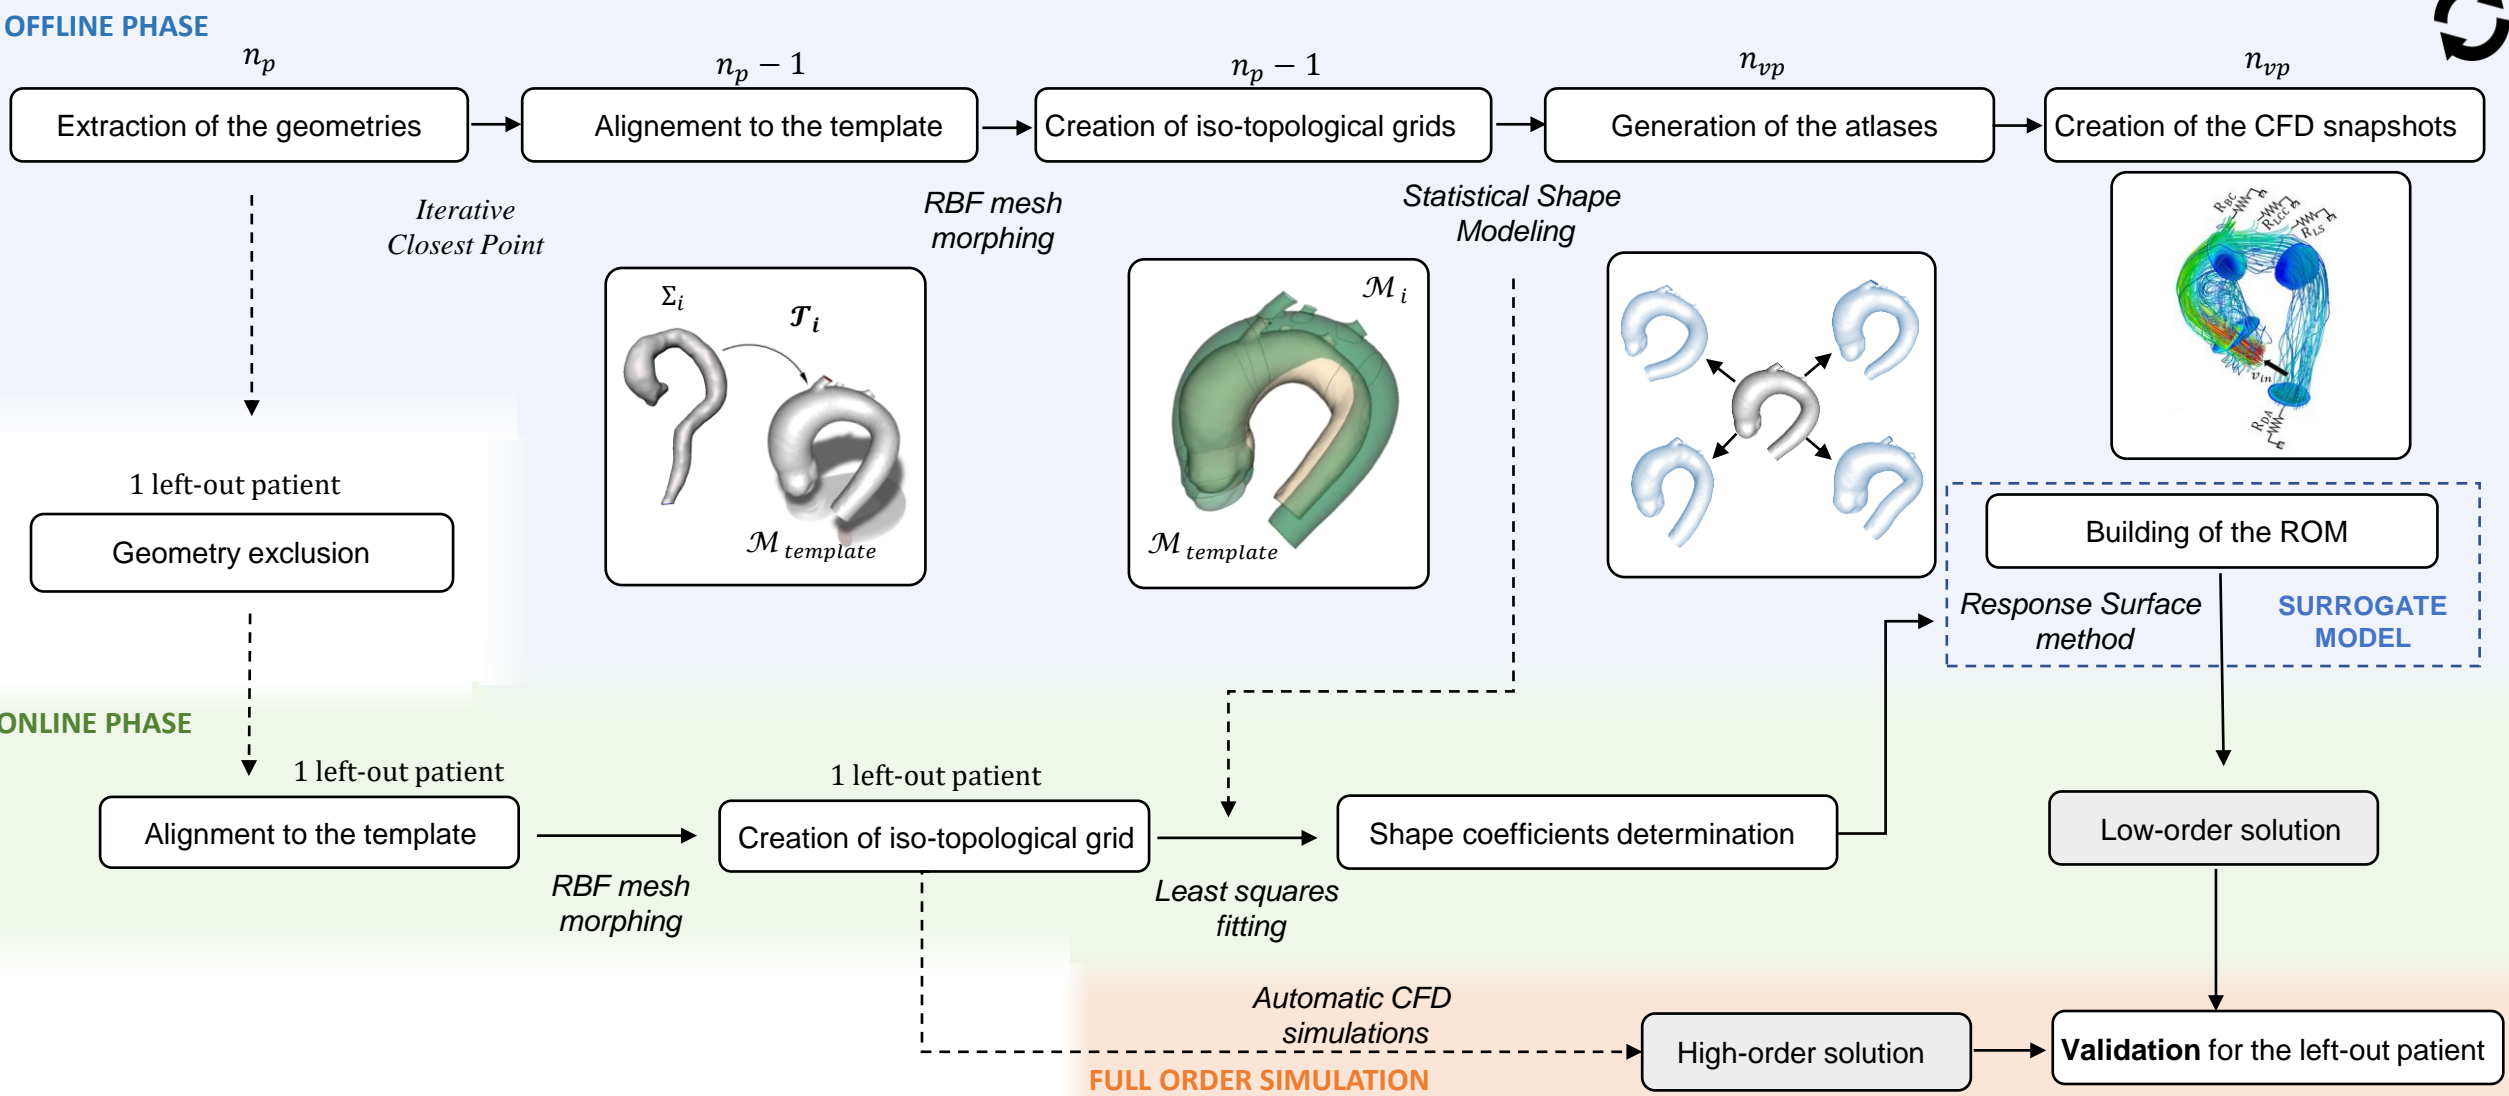 OFFLINE PHASE
n_p
n_p − 1
n_p − 1
n_vp
n_vp
Extraction of the geometries
Alignement to the template
Creation of iso-topological grids
Generation of the atlases
Creation of the CFD snapshots
Iterative
Closest Point
RBF mesh
morphing
Statistical Shape
Modeling
Σ_i
𝒯_i
ℳ_template
ℳ_i
ℳ_template
R_BC
R_LCC
R_LS
v_in
R_DA
1 left-out patient
Geometry exclusion
Building of the ROM
Response Surface
method
SURROGATE
MODEL
ONLINE PHASE
1 left-out patient
Alignment to the template
RBF mesh
morphing
1 left-out patient
Creation of iso-topological grid
Least squares
fitting
Shape coefficients determination
Low-order solution
Automatic CFD
simulations
FULL ORDER SIMULATION
High-order solution
Validation for the left-out patient